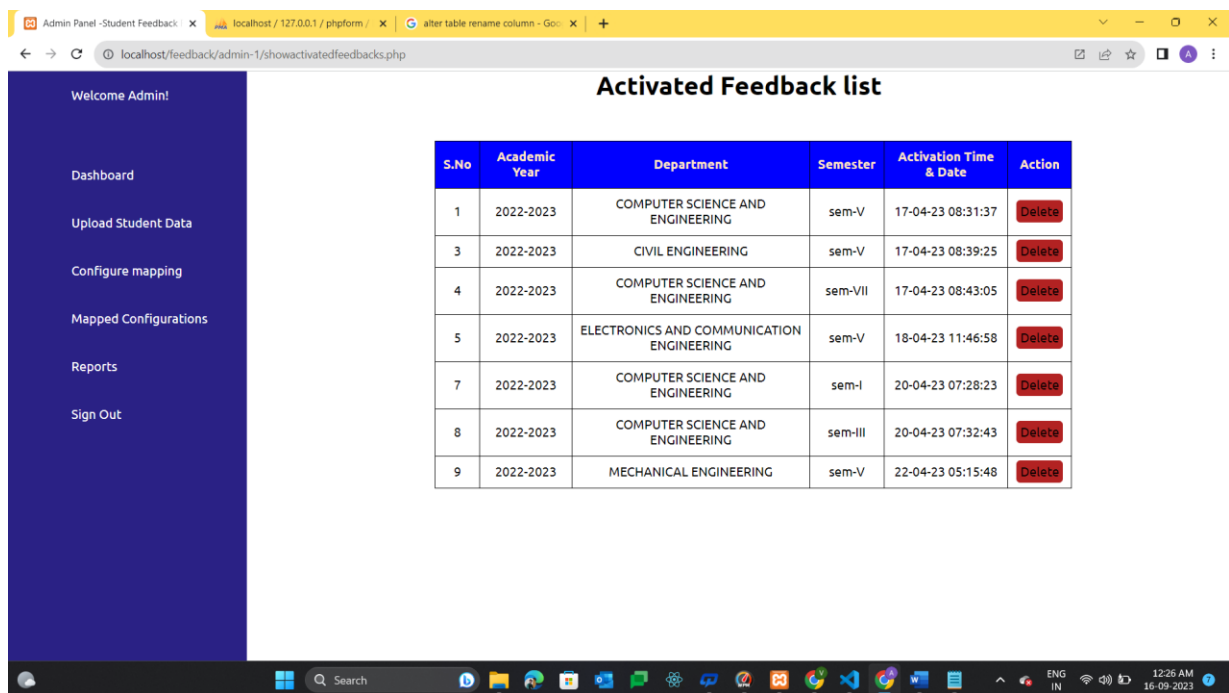 Admin Panel -Student Feedback
localhost / 127.0.0.1 / phpform /
alter table rename column - Goo
localhost/feedback/admin-1/showactivatedfeedbacks.php
A
Welcome Admin!
Dashboard
Upload Student Data
Configure mapping
Mapped Configurations
Reports
Sign Out
Activated Feedback list
S.No Academic Year Department Semester Activation Time & Date Action
1 2022-2023 COMPUTER SCIENCE AND ENGINEERING sem-V 17-04-23 08:31:37 Delete
3 2022-2023 CIVIL ENGINEERING sem-V 17-04-23 08:39:25 Delete
4 2022-2023 COMPUTER SCIENCE AND ENGINEERING sem-VII 17-04-23 08:43:05 Delete
5 2022-2023 ELECTRONICS AND COMMUNICATION ENGINEERING sem-V 18-04-23 11:46:58 Delete
7 2022-2023 COMPUTER SCIENCE AND ENGINEERING sem-I 20-04-23 07:28:23 Delete
8 2022-2023 COMPUTER SCIENCE AND ENGINEERING sem-III 20-04-23 07:32:43 Delete
9 2022-2023 MECHANICAL ENGINEERING sem-V 22-04-23 05:15:48 Delete
Search
ENG
IN
12:26 AM
16-09-2023